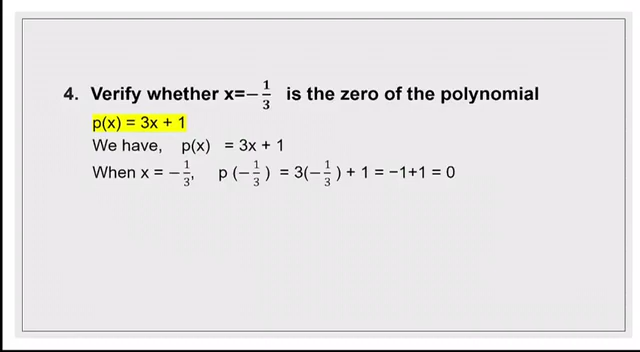 4. Verify whether x=−1/3 is the zero of the polynomial
p(x) = 3x + 1
We have, p(x) = 3x + 1
When x = −1/3, p (−1/3) = 3(−1/3) + 1 = −1+1 = 0